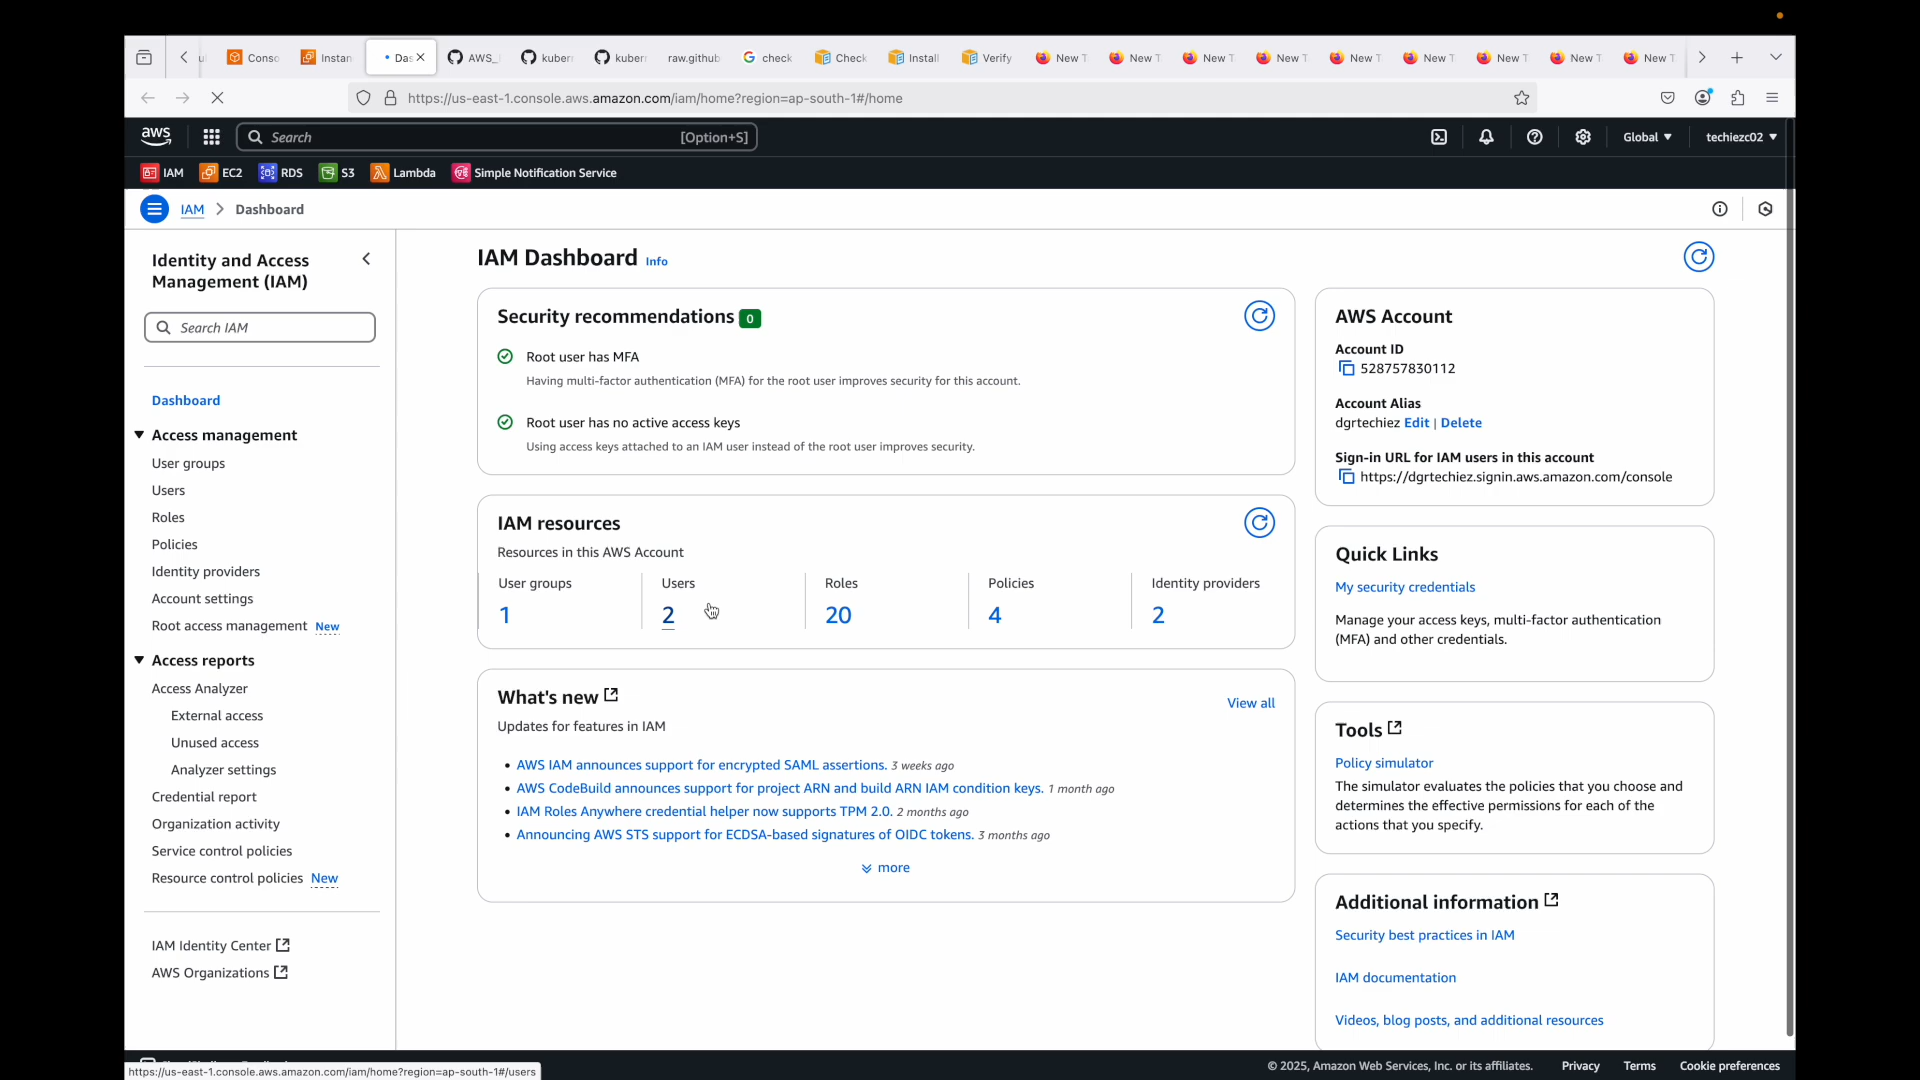 Conso
Instan
Das
AWS_
kubern
kubern
raw.github
check
Check
Install
Verify
New T
New T
New T
New T
New T
New T
New T
New T
New T
https://us-east-1.console.aws.amazon.com/iam/home?region=ap-south-1#/home
aws
Search
[Option+S]
Global
techiezc02
IAM
EC2
RDS
S3
Lambda
Simple Notification Service
IAM
Dashboard
Identity and Access
Management (IAM)
Search IAM
Dashboard
Access management
User groups
Users
Roles
Policies
Identity providers
Account settings
Root access management New
Access reports
Access Analyzer
External access
Unused access
Analyzer settings
Credential report
Organization activity
Service control policies
Resource control policies New
IAM Identity Center
AWS Organizations
IAM Dashboard Info
Security recommendations 0
Root user has MFA
Having multi-factor authentication (MFA) for the root user improves security for this account.
Root user has no active access keys
Using access keys attached to an IAM user instead of the root user improves security.
IAM resources
Resources in this AWS Account
User groups
1
Users
2
Roles
20
Policies
4
Identity providers
2
What's new
View all
Updates for features in IAM
• AWS IAM announces support for encrypted SAML assertions. 3 weeks ago
• AWS CodeBuild announces support for project ARN and build ARN IAM condition keys. 1 month ago
• IAM Roles Anywhere credential helper now supports TPM 2.0. 2 months ago
• Announcing AWS STS support for ECDSA-based signatures of OIDC tokens. 3 months ago
more
AWS Account
Account ID
528757830112
Account Alias
dgrtechiez Edit | Delete
Sign-in URL for IAM users in this account
https://dgrtechiez.signin.aws.amazon.com/console
Quick Links
My security credentials
Manage your access keys, multi-factor authentication
(MFA) and other credentials.
Tools
Policy simulator
The simulator evaluates the policies that you choose and
determines the effective permissions for each of the
actions that you specify.
Additional information
Security best practices in IAM
IAM documentation
Videos, blog posts, and additional resources
https://us-east-1.console.aws.amazon.com/iam/home?region=ap-south-1#/users
© 2025, Amazon Web Services, Inc. or its affiliates.
Privacy
Terms
Cookie preferences